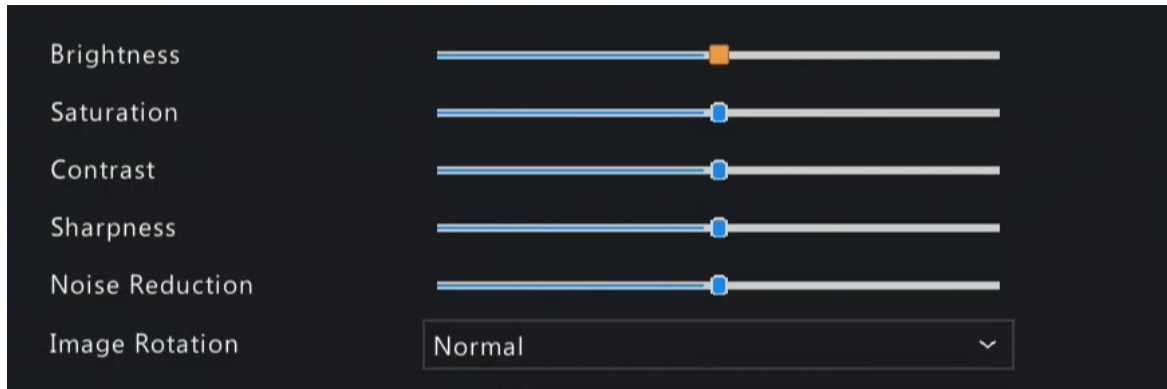 Brightness
Saturation
Contrast
Sharpness
Noise Reduction
Image Rotation Normal